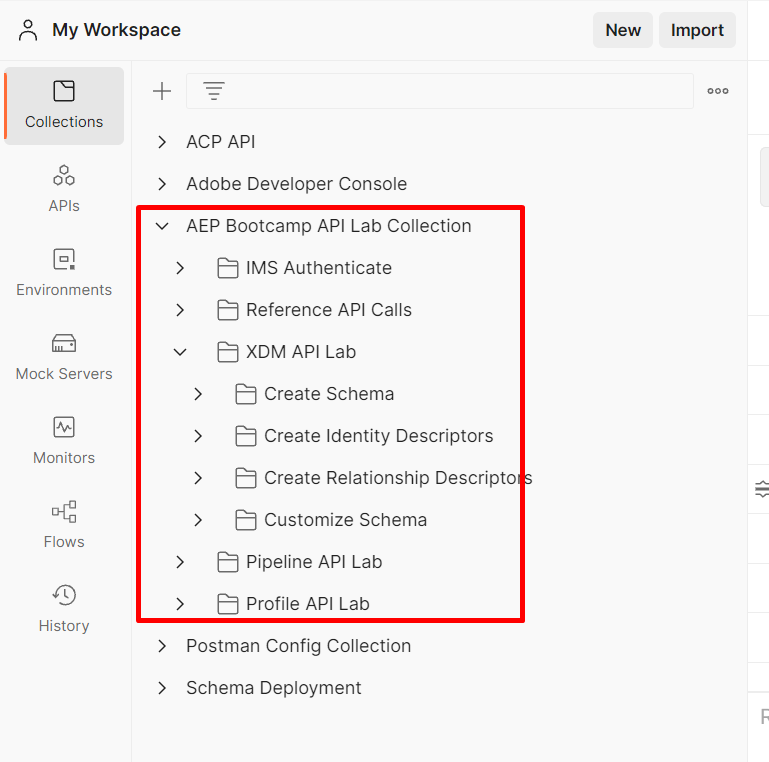 My Workspace
New
Import
Collections
APIs
Environments
Mock Servers
Monitors
Flows
History
ACP API
Adobe Developer Console
AEP Bootcamp API Lab Collection
IMS Authenticate
Reference API Calls
XDM API Lab
Create Schema
Create Identity Descriptors
Create Relationship Descriptors
Customize Schema
Pipeline API Lab
Profile API Lab
Postman Config Collection
Schema Deployment